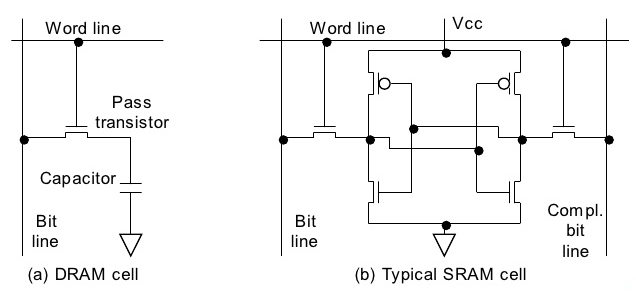 Word line
Pass
transistor
Capacitor
Bit
line
(a) DRAM cell
Word line
Vcc
Bit
line
Compl.
bit
line
(b) Typical SRAM cell